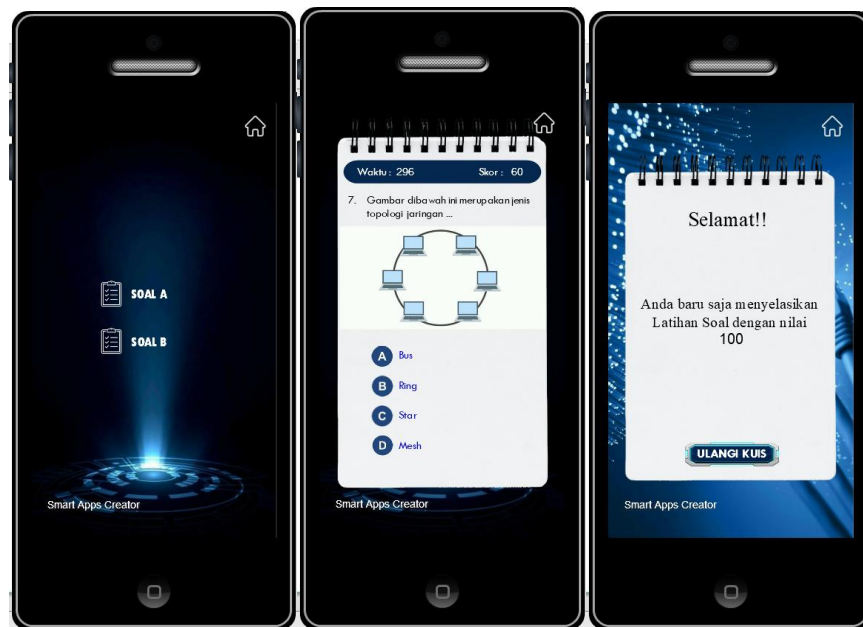 SOAL A
SOAL B
Smart Apps Creator
Waktu : 296 Skor : 60
7. Gambar dibawah ini merupakan jenis
topologi jaringan ...
A Bus
B Ring
C Star
D Mesh
Smart Apps Creator
Selamat!!
Anda baru saja menyelasikan
Latihan Soal dengan nilai
100
ULANGI KUIS
Smart Apps Creator